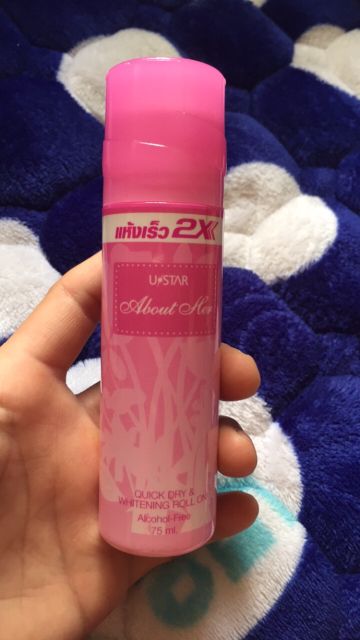 แห้งเร็ว 2X
U★STAR
About Her
QUICK DRY &
WHITENING ROLL ON
Alcohol-Free
75 ml.